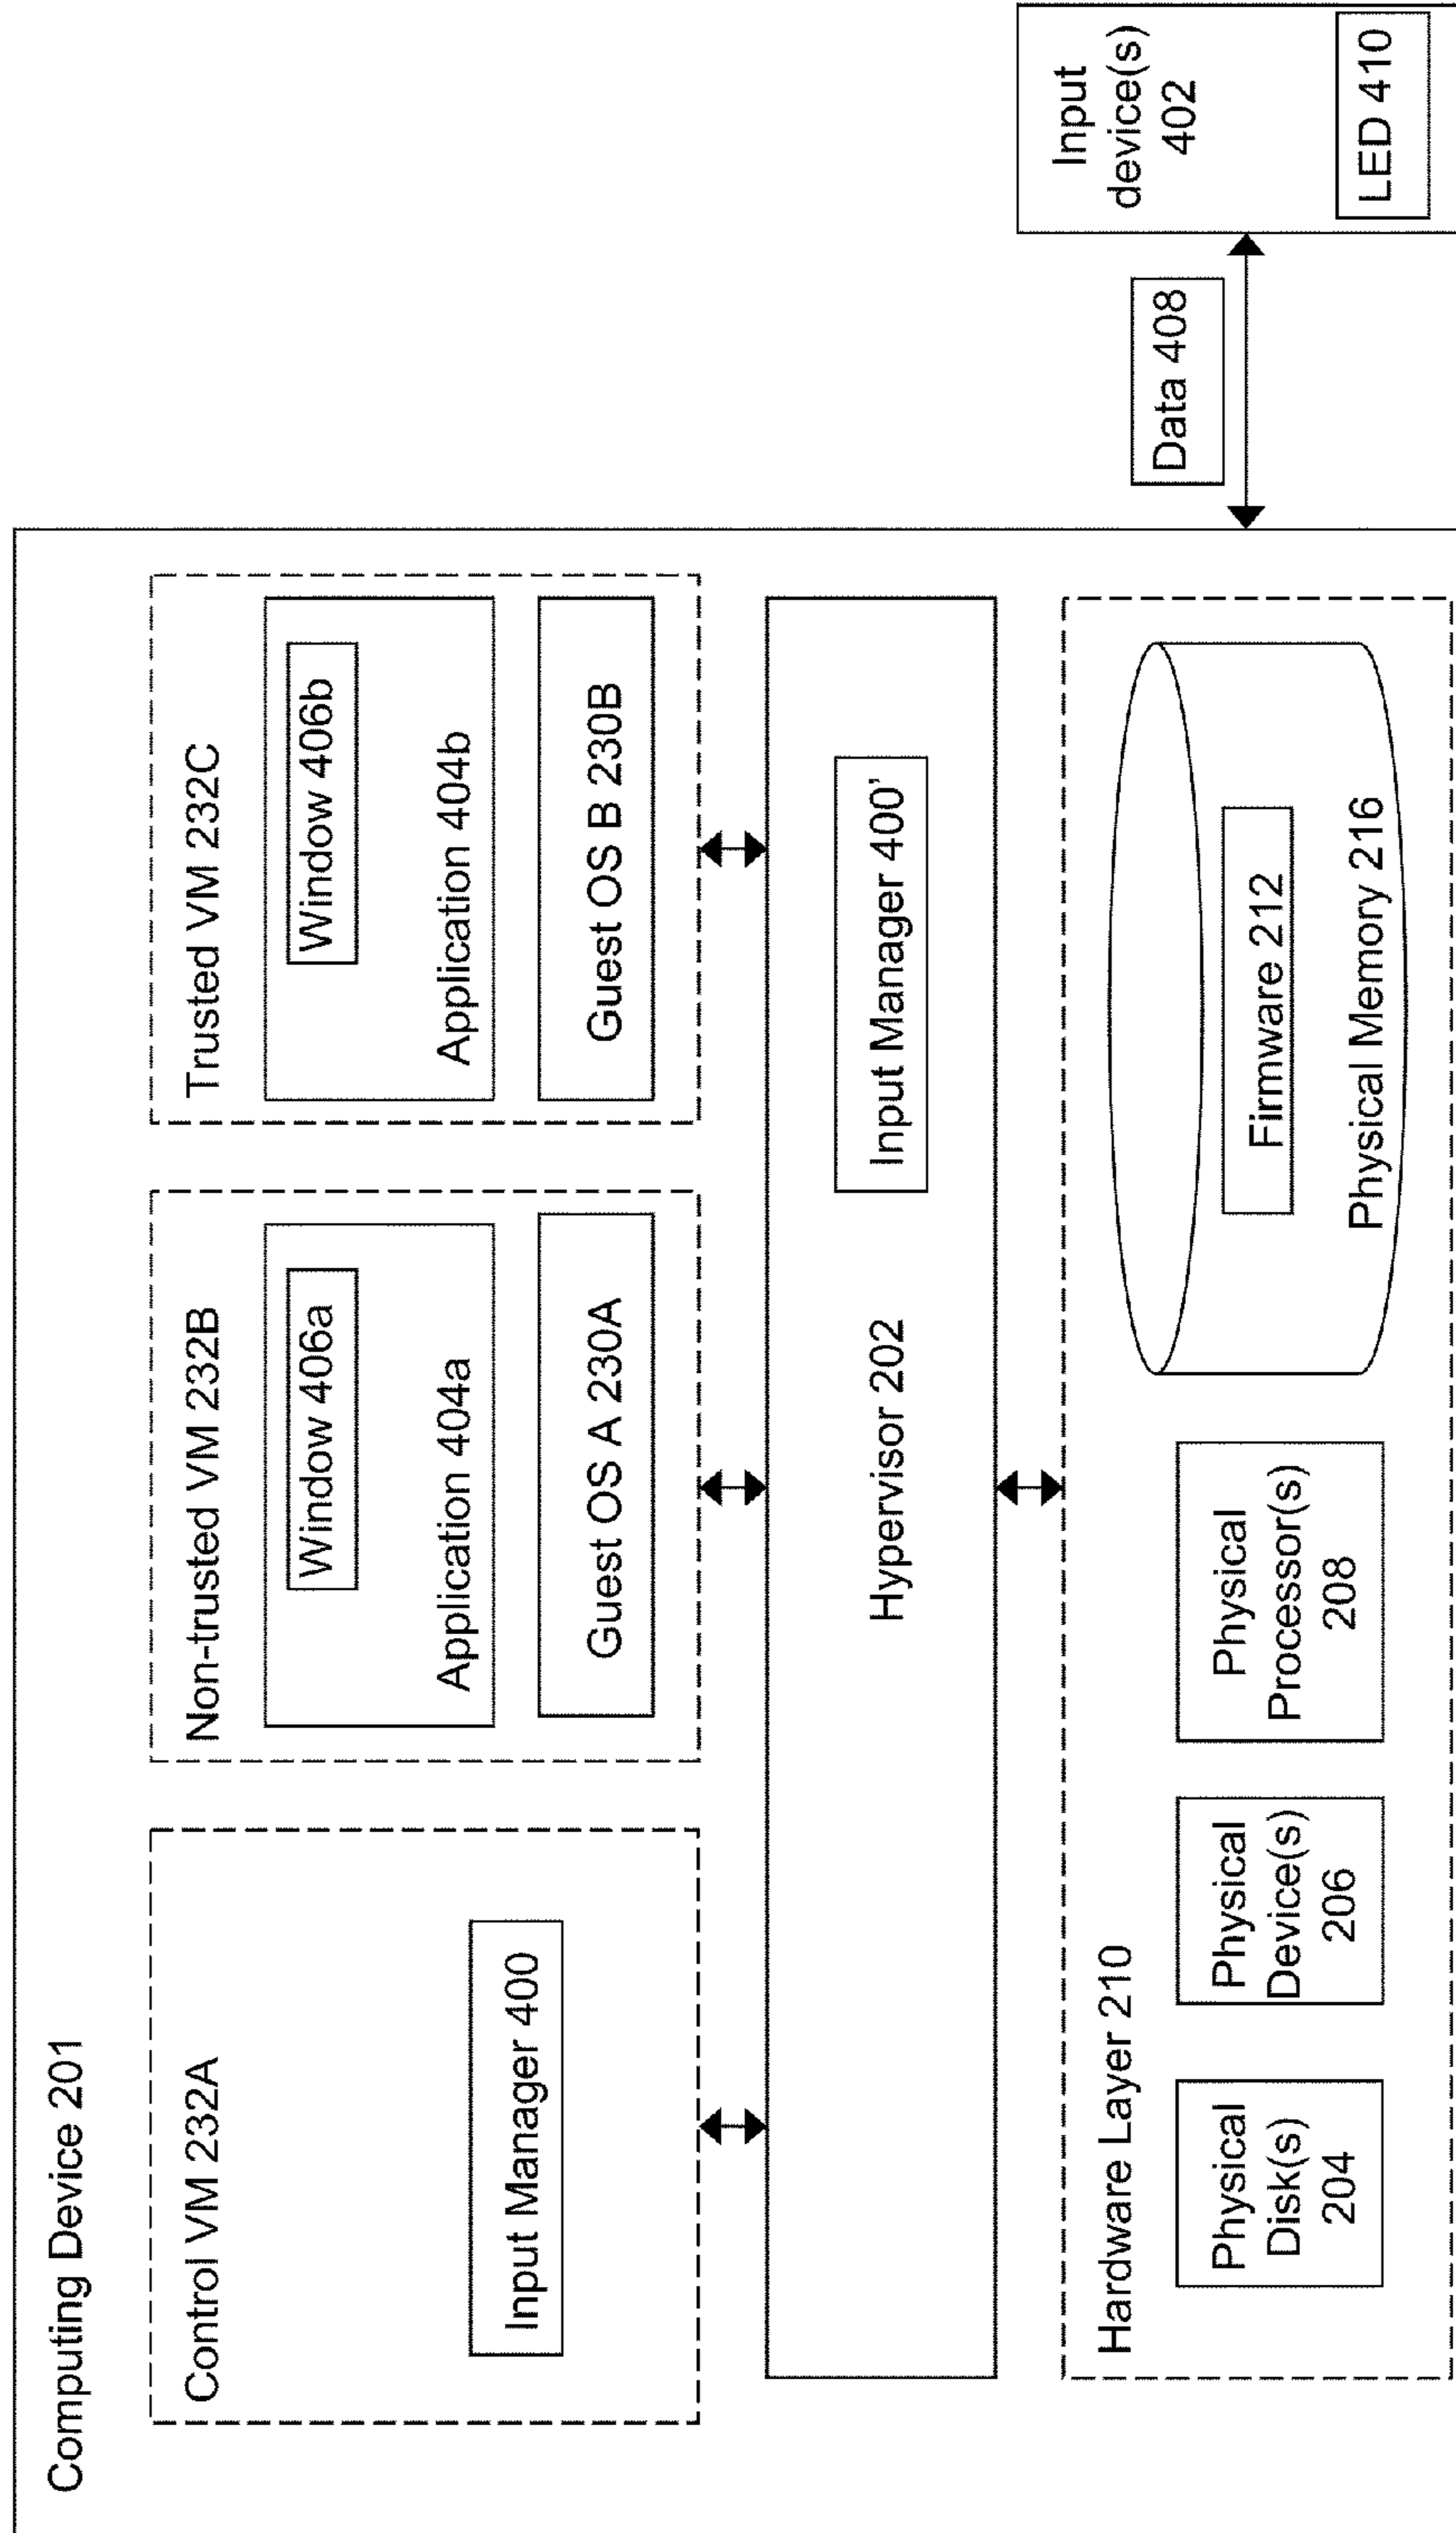 Computing Device 201
Control VM 232A
Input Manager 400
Non-trusted VM 232B
Window 406a
Application 404a
Guest OS A 230A
Trusted VM 232C
Window 406b
Application 404b
Guest OS B 230B
Hypervisor 202
Input Manager 400'
Hardware Layer 210
Physical
Disk(s)
204
Physical
Device(s)
206
Physical
Processor(s)
208
Firmware 212
Physical Memory 216
Data 408
Input
device(s)
402
LED 410